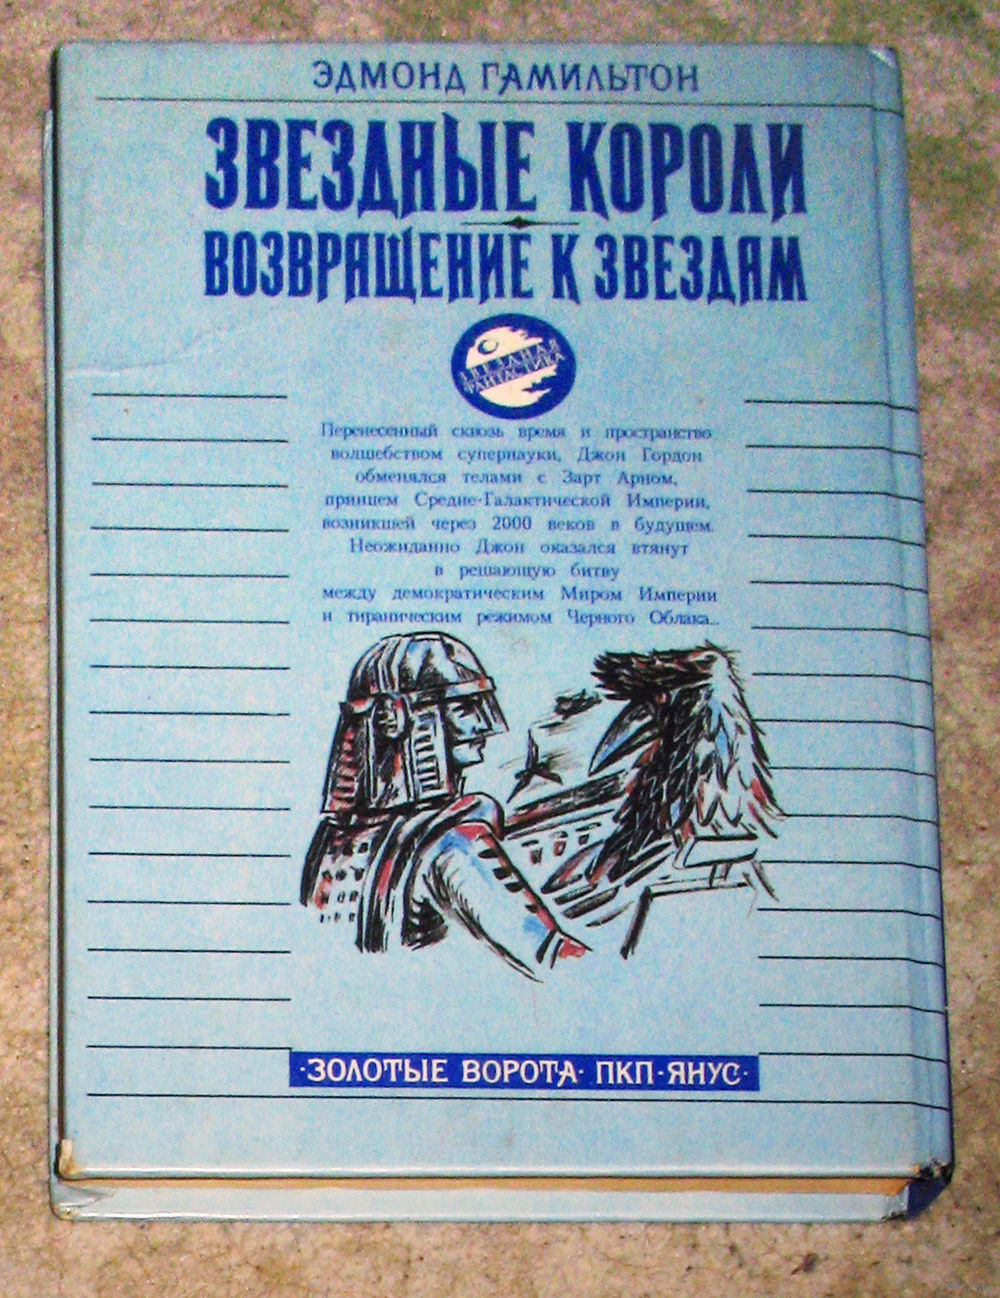 ЭДМОНД ГАМИЛЬТОН
ЗВЕЗДНЫЕ КОРОЛИ
ВОЗВРАЩЕНИЕ К ЗВЕЗДАМ
ЗВЕЗДНАЯ
ФАНТАСТИКА
Перенесенный сквозь время и пространство
волшебством супернауки, Джон Гордон
обменялся телами с Зарт Арном,
принцем Средне-Галактической Империи,
возникшей через 2000 веков в будущем.
Неожиданно Джон оказался втянут
в решающую битву
между демократическим Миром Империи
и тираническим режимом Черного Облака...
·ЗОЛОТЫЕ ВОРОТА· ПКП·ЯНУС·